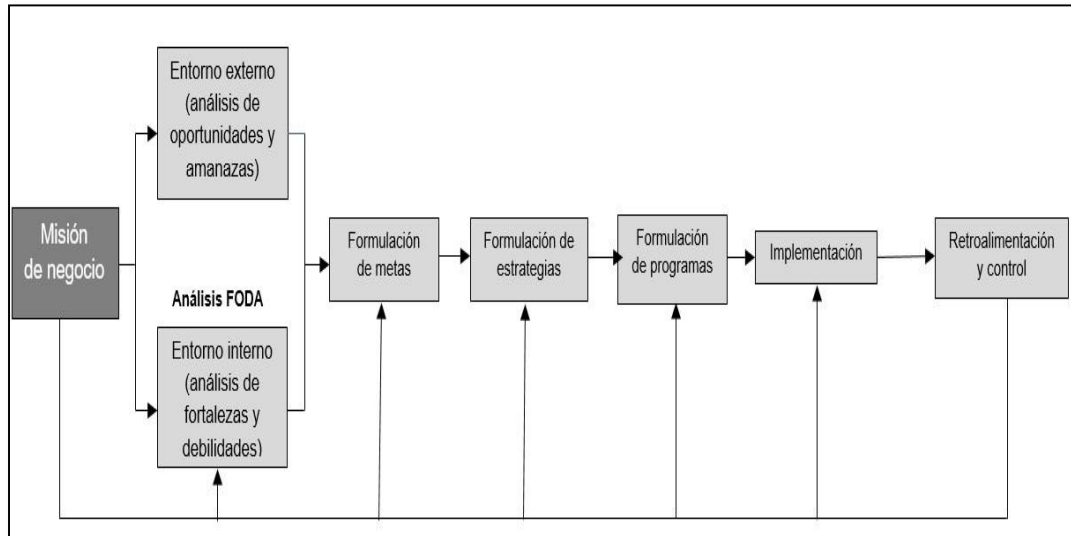 Entorno externo
(análisis de
oportunidades y
amanazas)
Misión
de negocio
Análisis FODA
Entorno interno
(análisis de
fortalezas y
debilidades)
Formulación
de metas
Formulación de
estrategias
Formulación
de programas
Implementación
Retroalimentación
y control